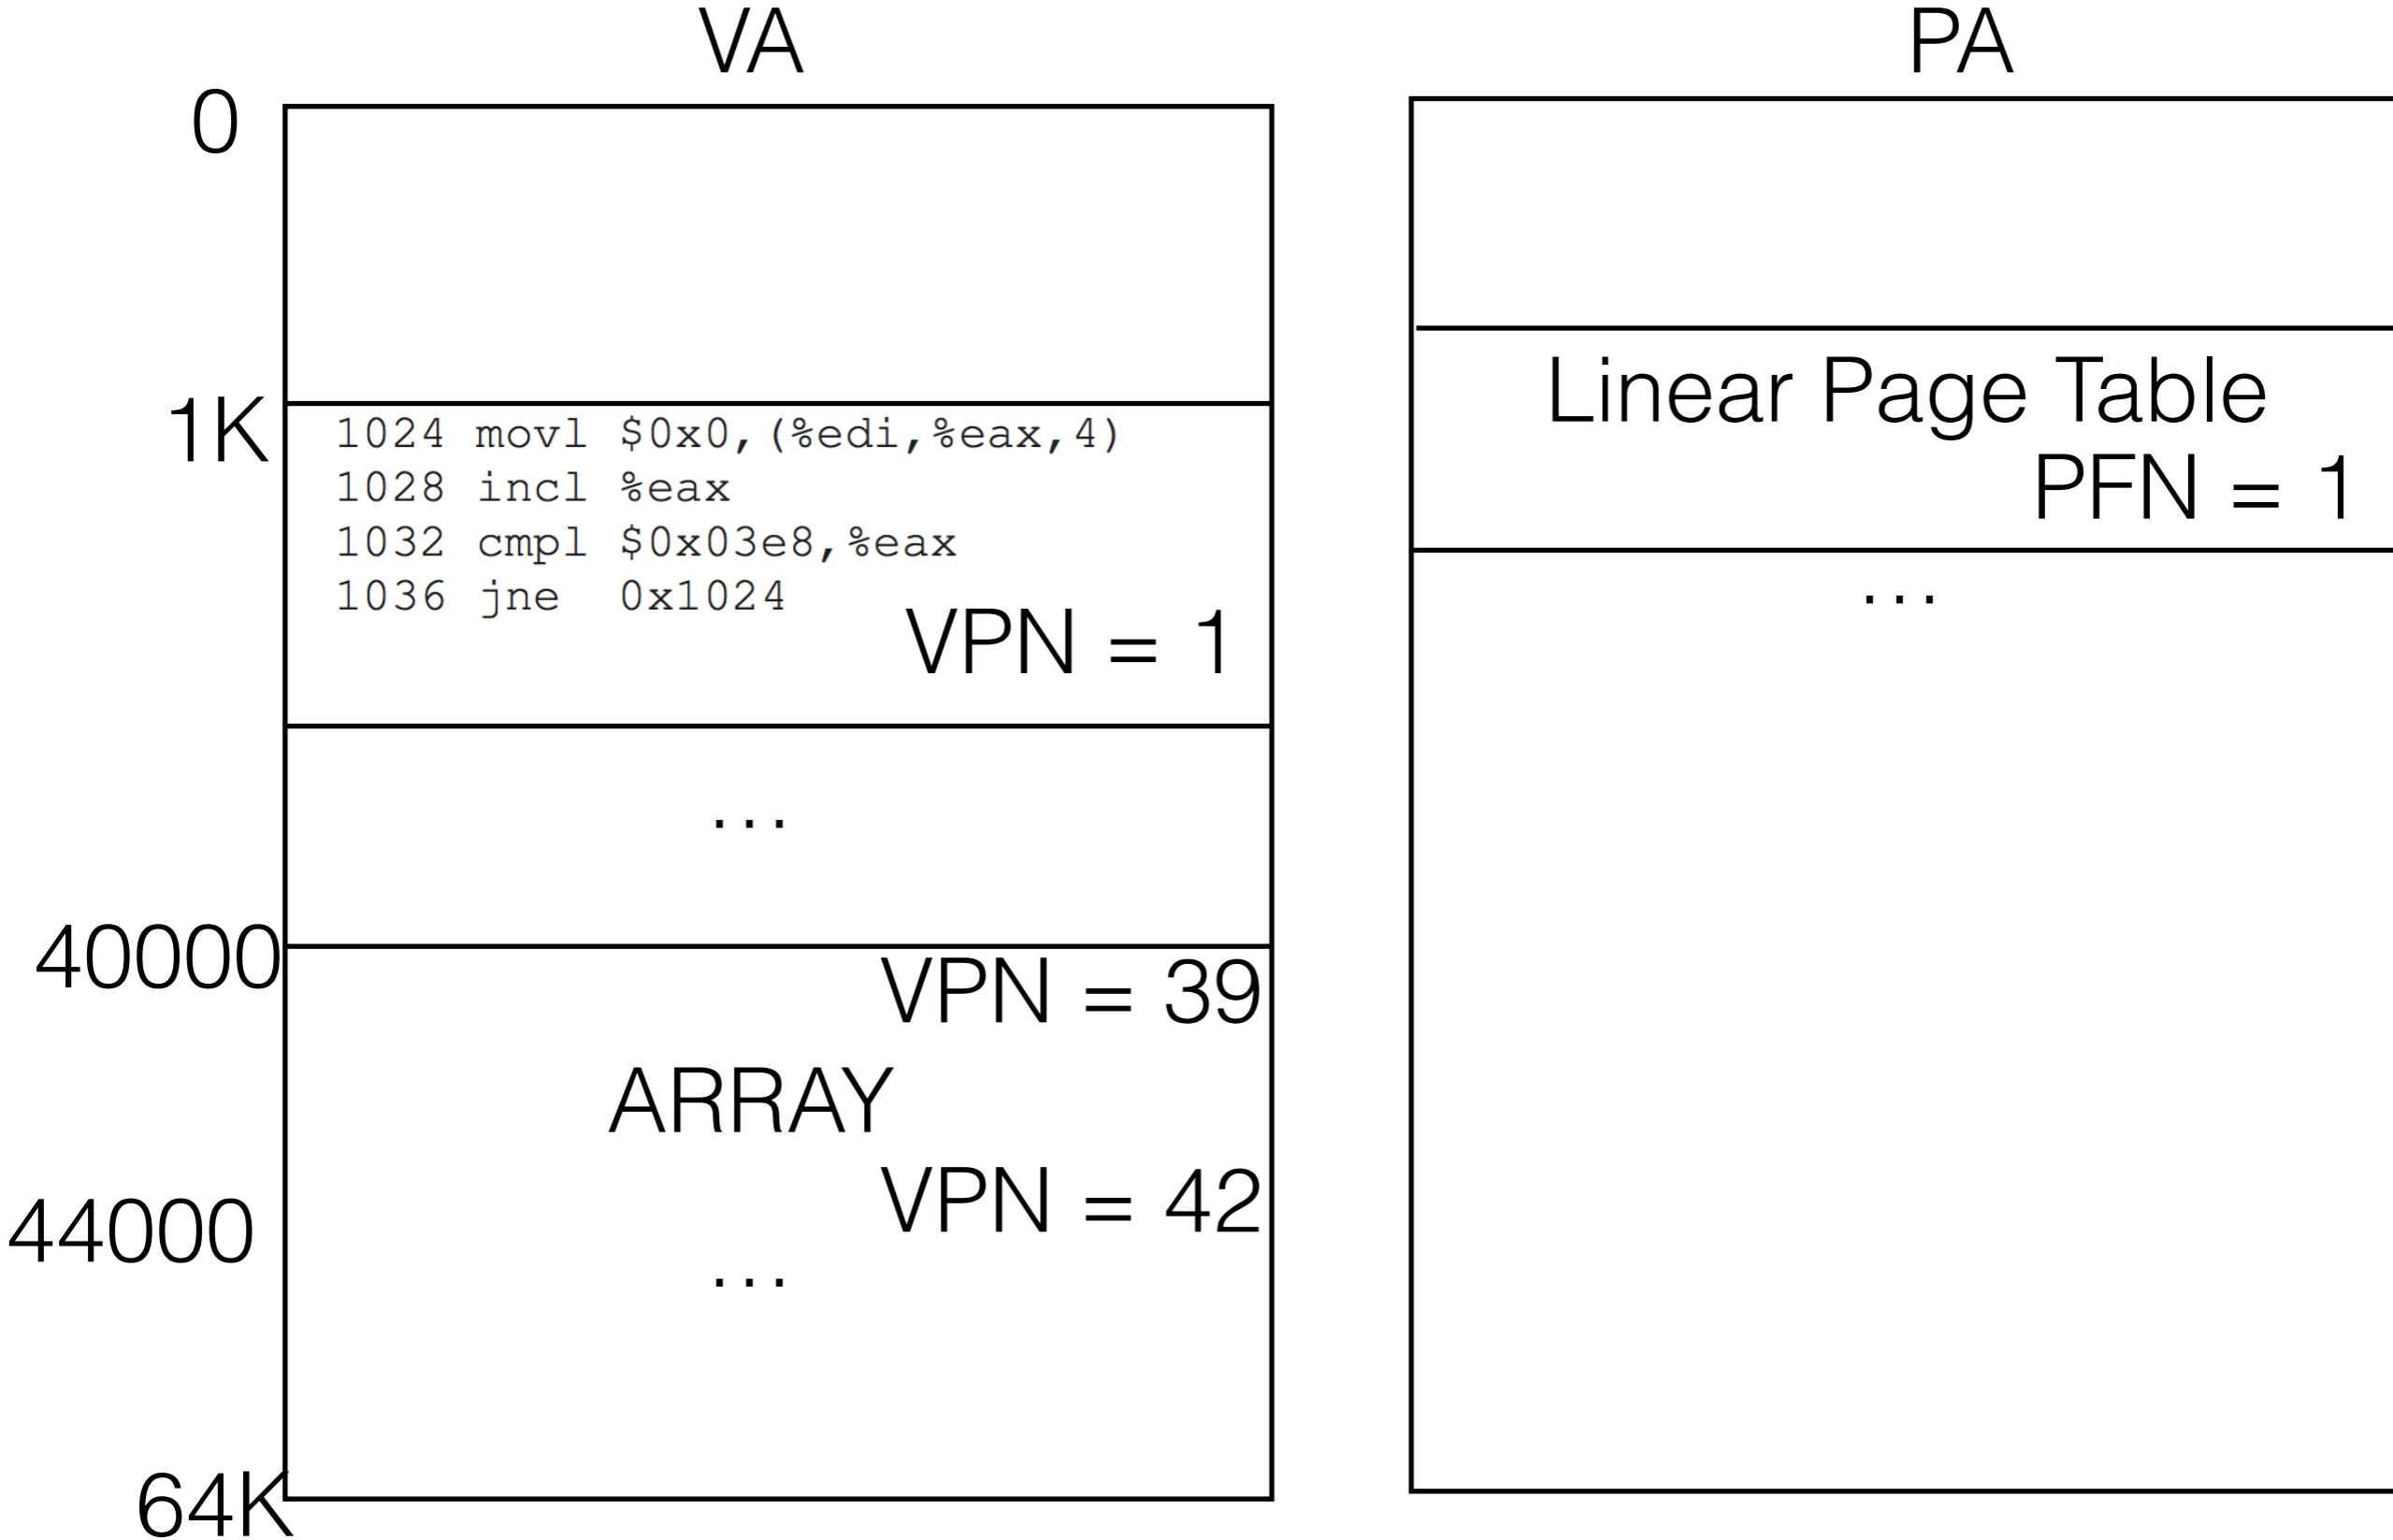 VA
0
1K
1024 movl $0x0,(%edi,%eax,4)
1028 incl %eax
1032 cmpl $0x03e8,%eax
1036 jne 0x1024
VPN = 1
...
40000
VPN = 39
ARRAY
VPN = 42
44000
...
64K
PA
Linear Page Table
PFN = 1
...